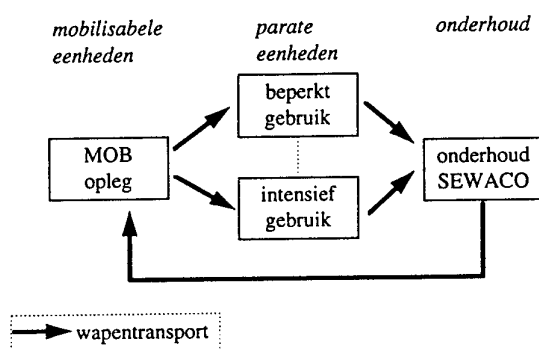 mobilisabele
eenheden
parate
eenheden
onderhoud
MOB
opleg
beperkt
gebruik
intensief
gebruik
onderhoud
SEWACO
wapentransport